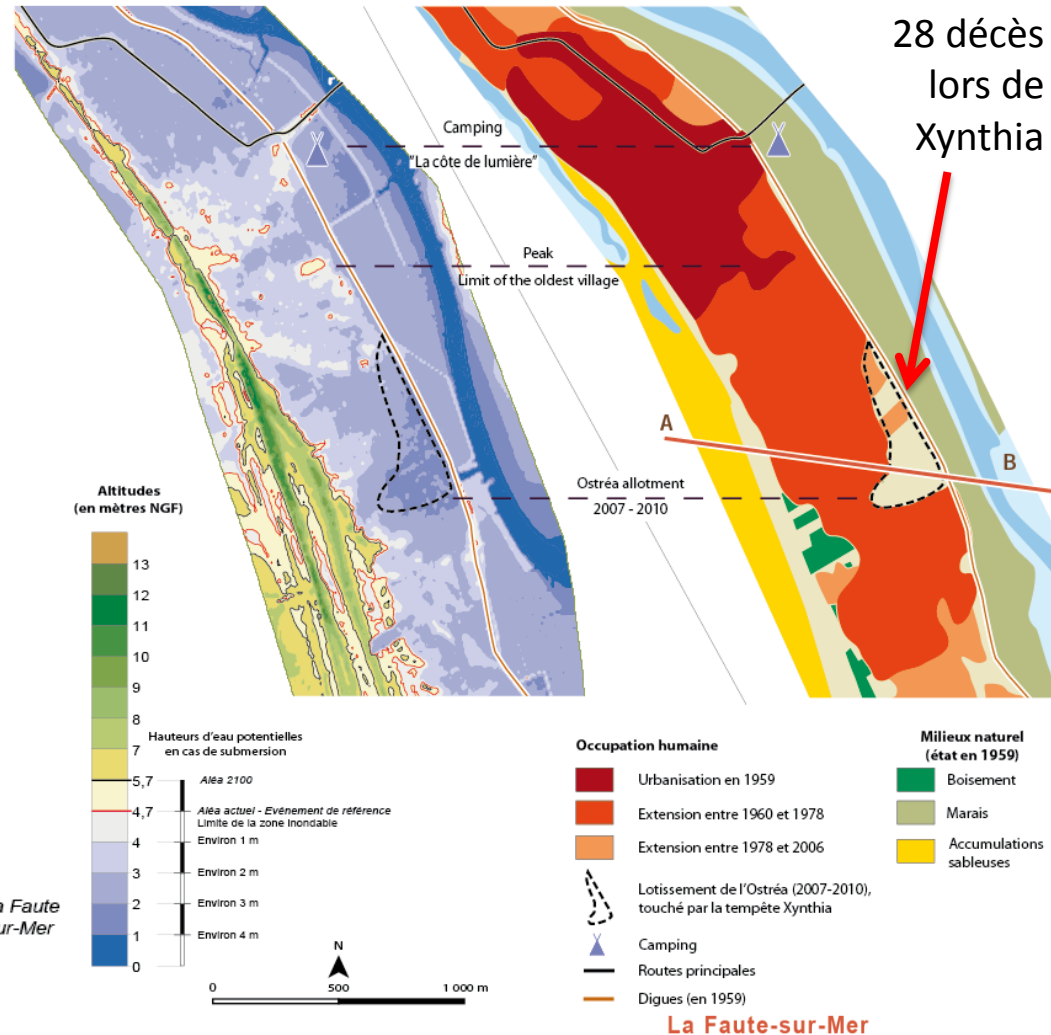 28 décès
lors de
Xynthia
Camping
"La côte de lumière"
Peak
Limit of the oldest village
A
B
Ostréa allotment
2007 - 2010
Altitudes
(en mètres NGF)
13
12
11
10
9
8
7
5,7
4,7
4
3
2
1
0
Hauteurs d'eau potentielles
en cas de submersion
Aléa 2100
Aléa actuel - Evénement de référence
Limite de la zone Inondable
Environ 1 m
Environ 2 m
Environ 3 m
Environ 4 m
a Faute
ur-Mer
N
0 500 1 000 m
Occupation humaine
Urbanisation en 1959
Extension entre 1960 et 1978
Extension entre 1978 et 2006
Lotissement de l'Ostréa (2007-2010),
touché par la tempête Xynthia
Camping
Routes principales
Digues (en 1959)
Milieux naturel
(état en 1959)
Boisement
Marais
Accumulations
sableuses
La Faute-sur-Mer